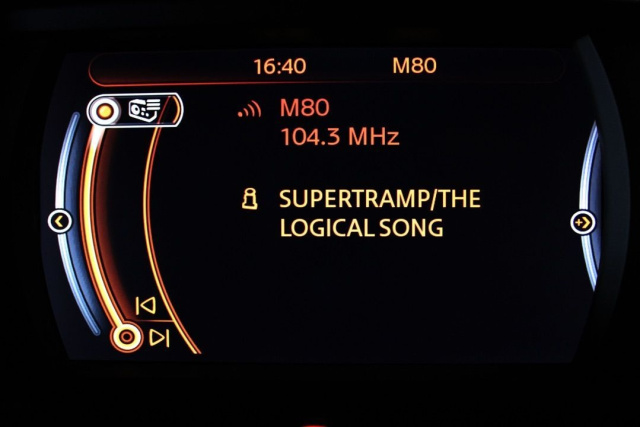 16:40 M80
M80
104.3 MHz
SUPERTRAMP/THE
LOGICAL SONG